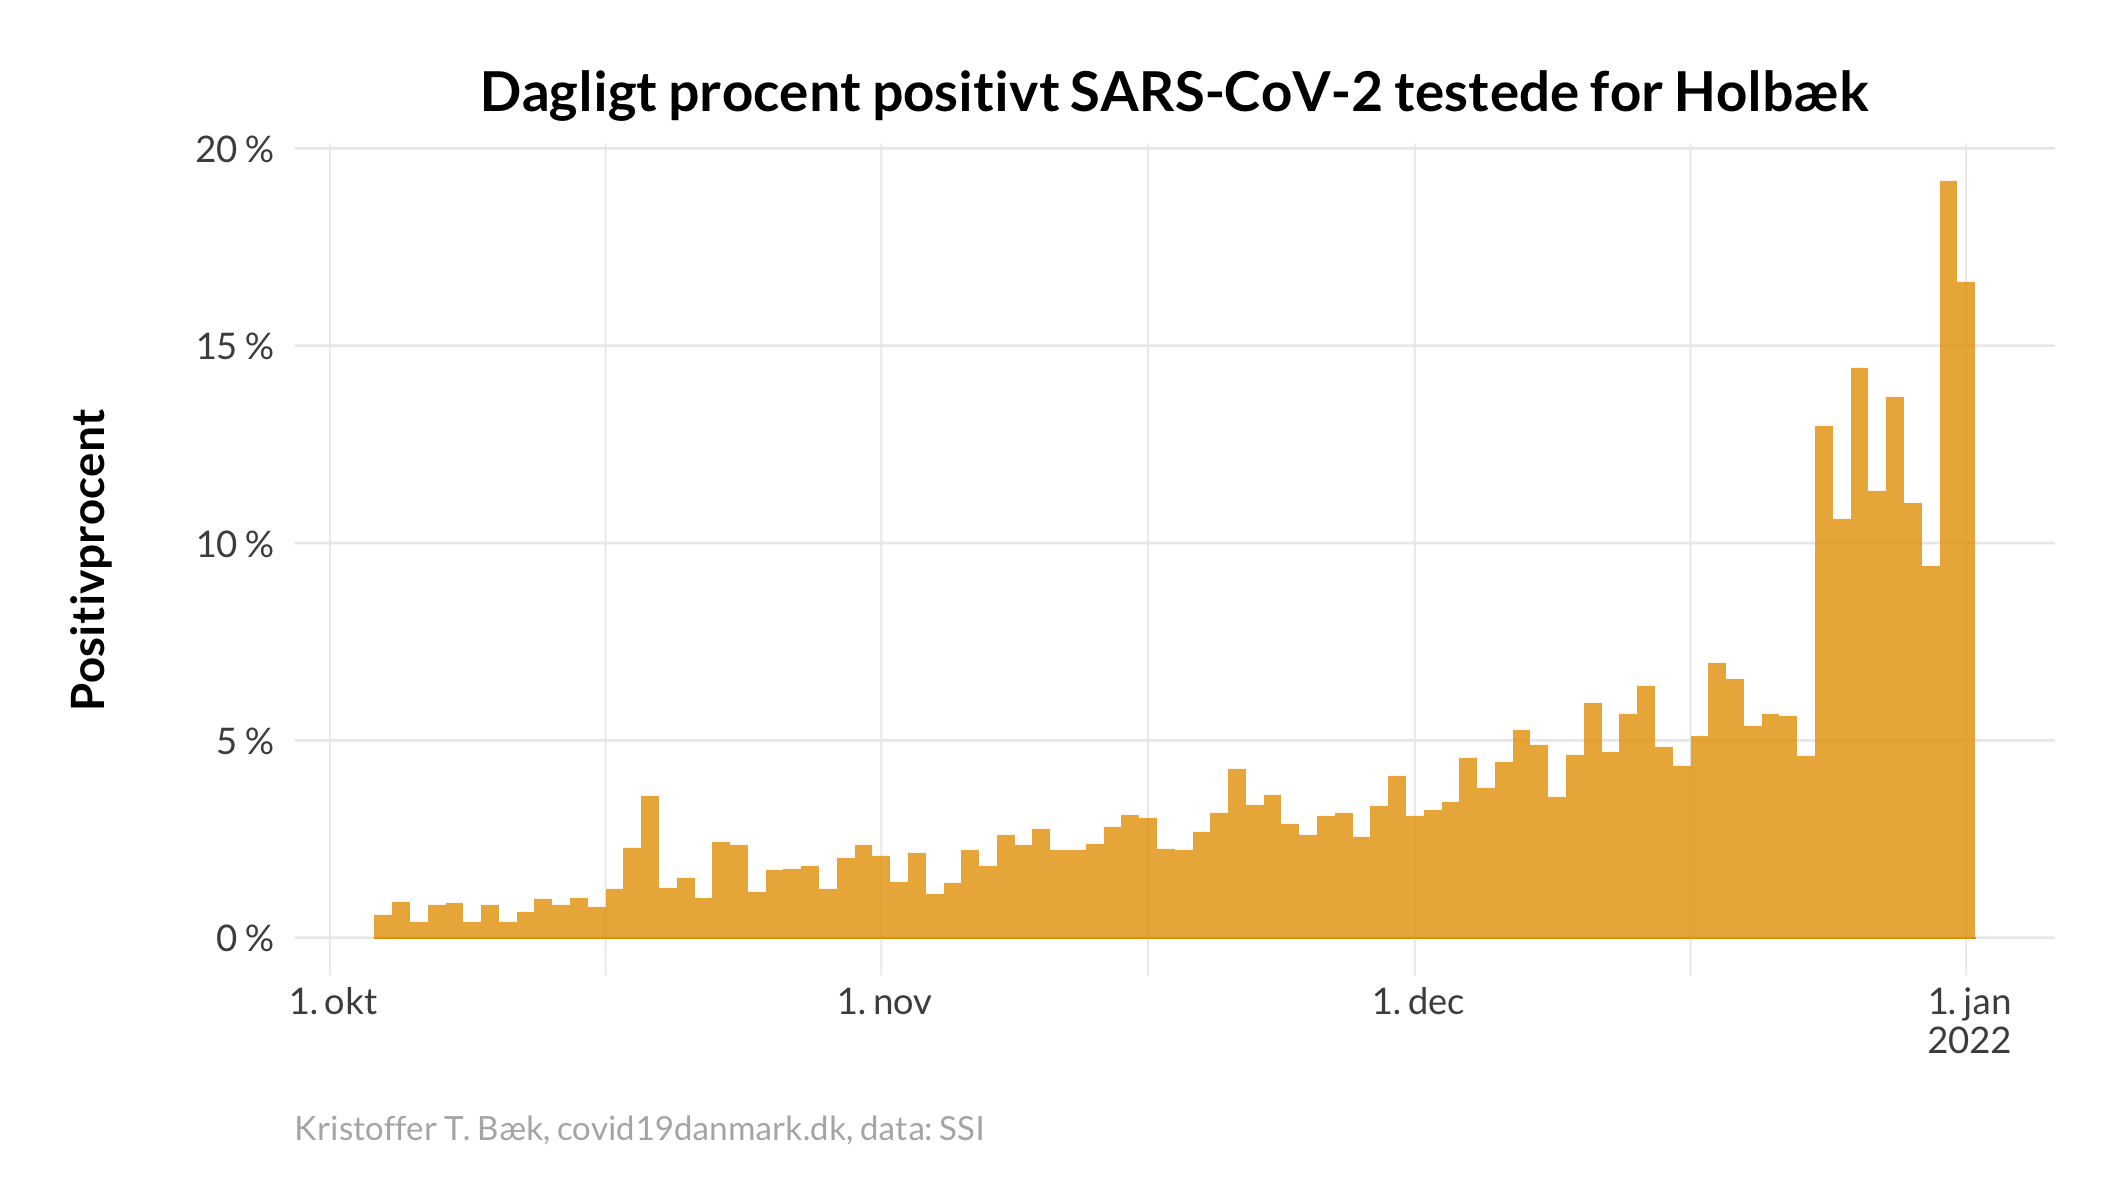 Dagligt procent positivt SARS-CoV-2 testede for Holbæk
Positivprocent
20 %
15 %
10 %
5 %
0 %
1. okt
1. nov
1. dec
1. jan
2022
Kristoffer T. Bæk, covid19danmark.dk, data: SSI